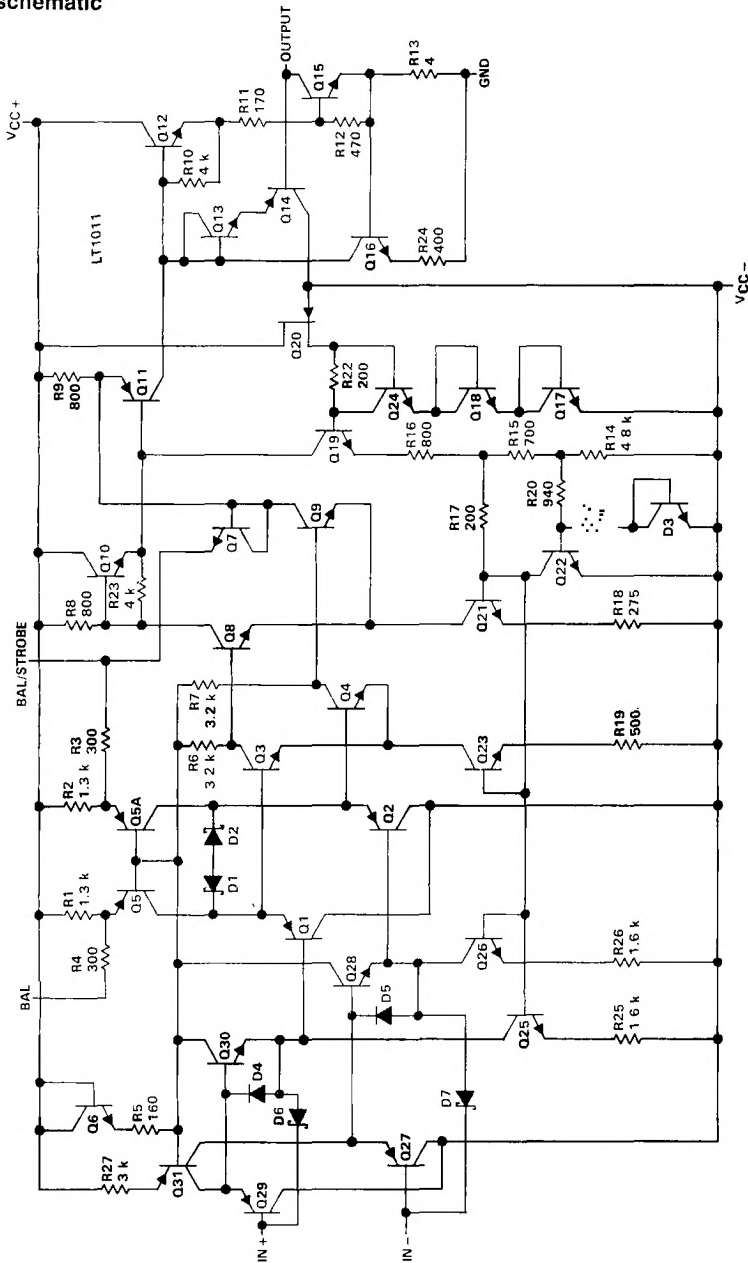 schematic
VCC+
LT1011
OUTPUT
Q12
R10
4 k
R11
170
Q15
R13
4
GND
R12
470
Q13
Q14
Q16
R24
400
R9
800
Q11
Q20
VCC−
R22
200
Q24
Q18
Q17
Q19
R16
800
R15
700
R14
4 8 k
R17
200
R20
940
D3
Q22
Q21
R18
275
Q10
R23
4 k
R8
800
Q7
Q9
Q8
BAL/STROBE
R7
3.2 k
R6
3 2 k
Q4
Q3
Q23
R19
500
R3
300
R2
1.3 k
Q5A
Q5
R1
1.3 k
R4
300
BAL
D2
D1
Q2
Q1
Q28
D5
Q26
R26
1.6 k
Q25
R25
1 6 k
Q30
D4
D6
D7
Q6
R5
160
R27
3 k
Q31
Q29
Q27
IN +
IN −